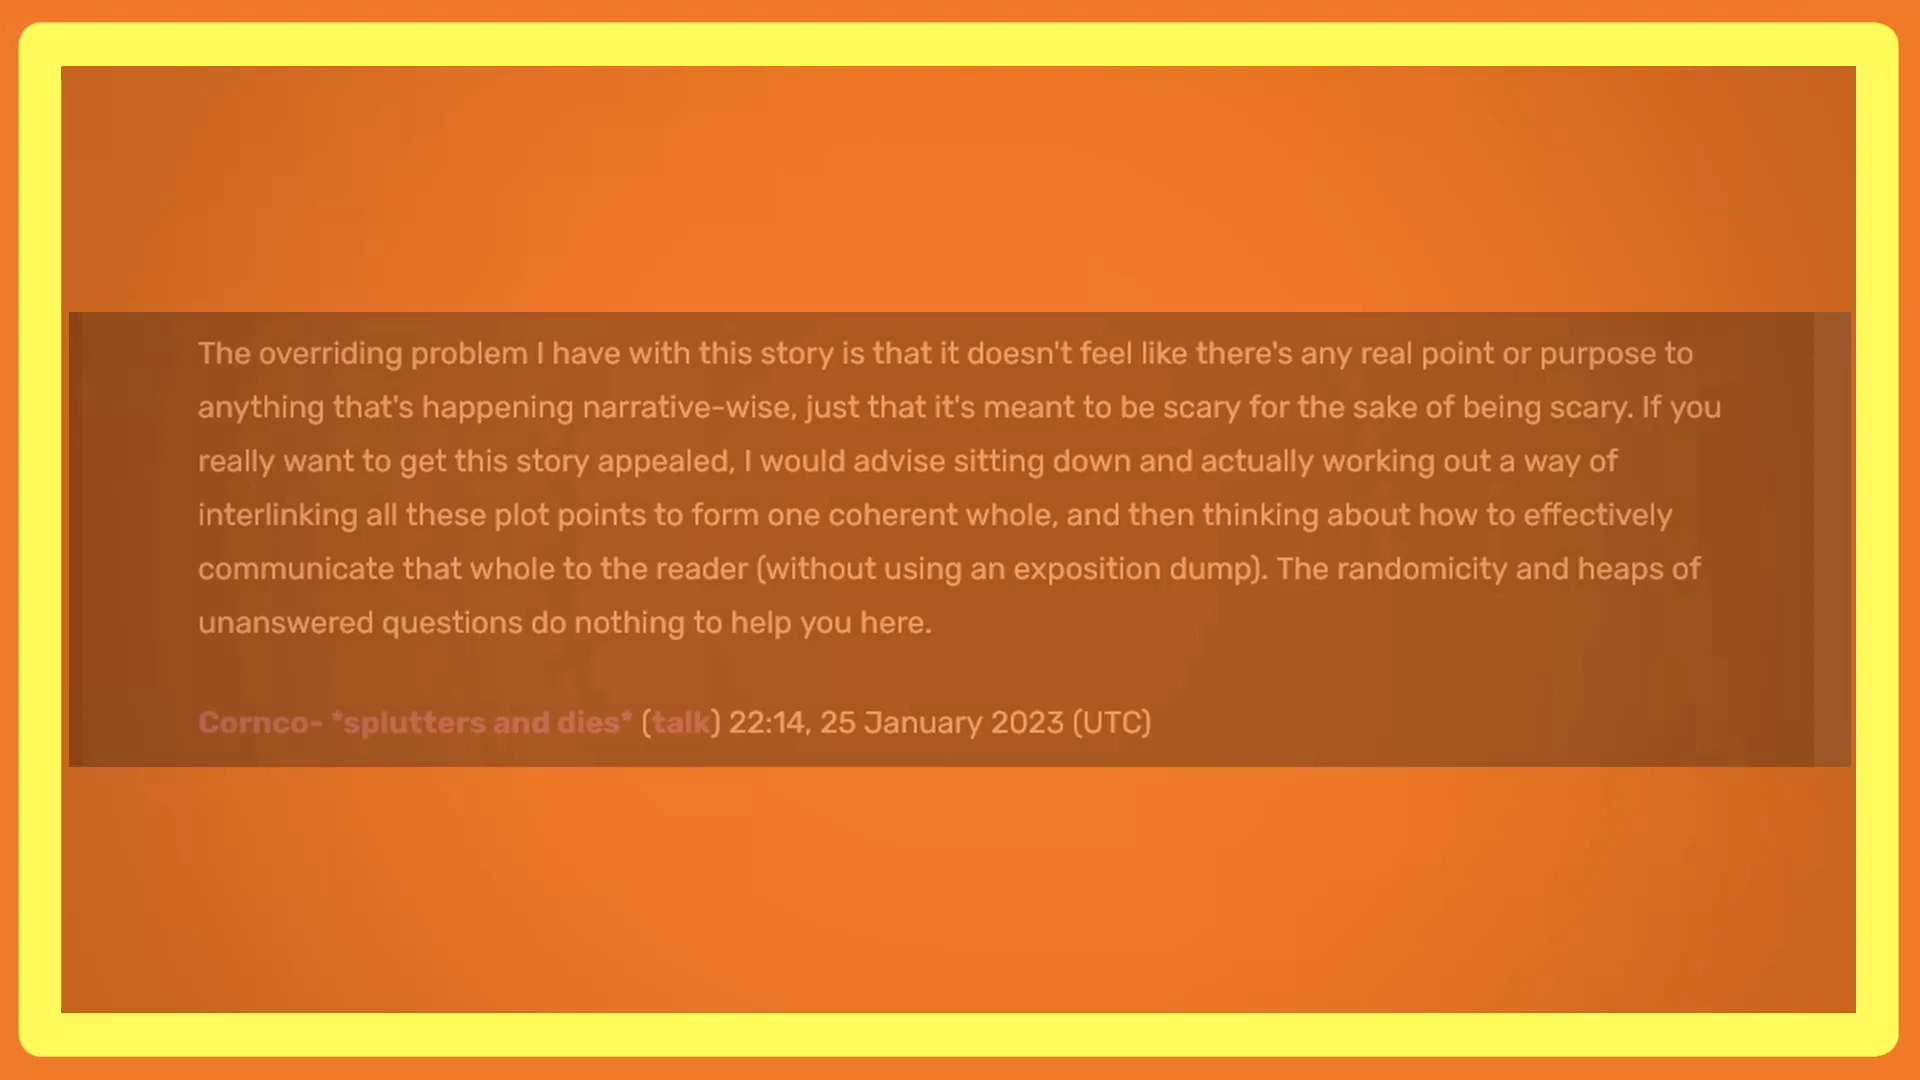 The overriding problem I have with this story is that it doesn't feel like there's any real point or purpose to
anything that's happening narrative-wise, just that it's meant to be scary for the sake of being scary. If you
really want to get this story appealed, I would advise sitting down and actually working out a way of
interlinking all these plot points to form one coherent whole, and then thinking about how to effectively
communicate that whole to the reader (without using an exposition dump). The randomicity and heaps of
unanswered questions do nothing to help you here.
Cornco- *splutters and dies* (talk) 22:14, 25 January 2023 (UTC)